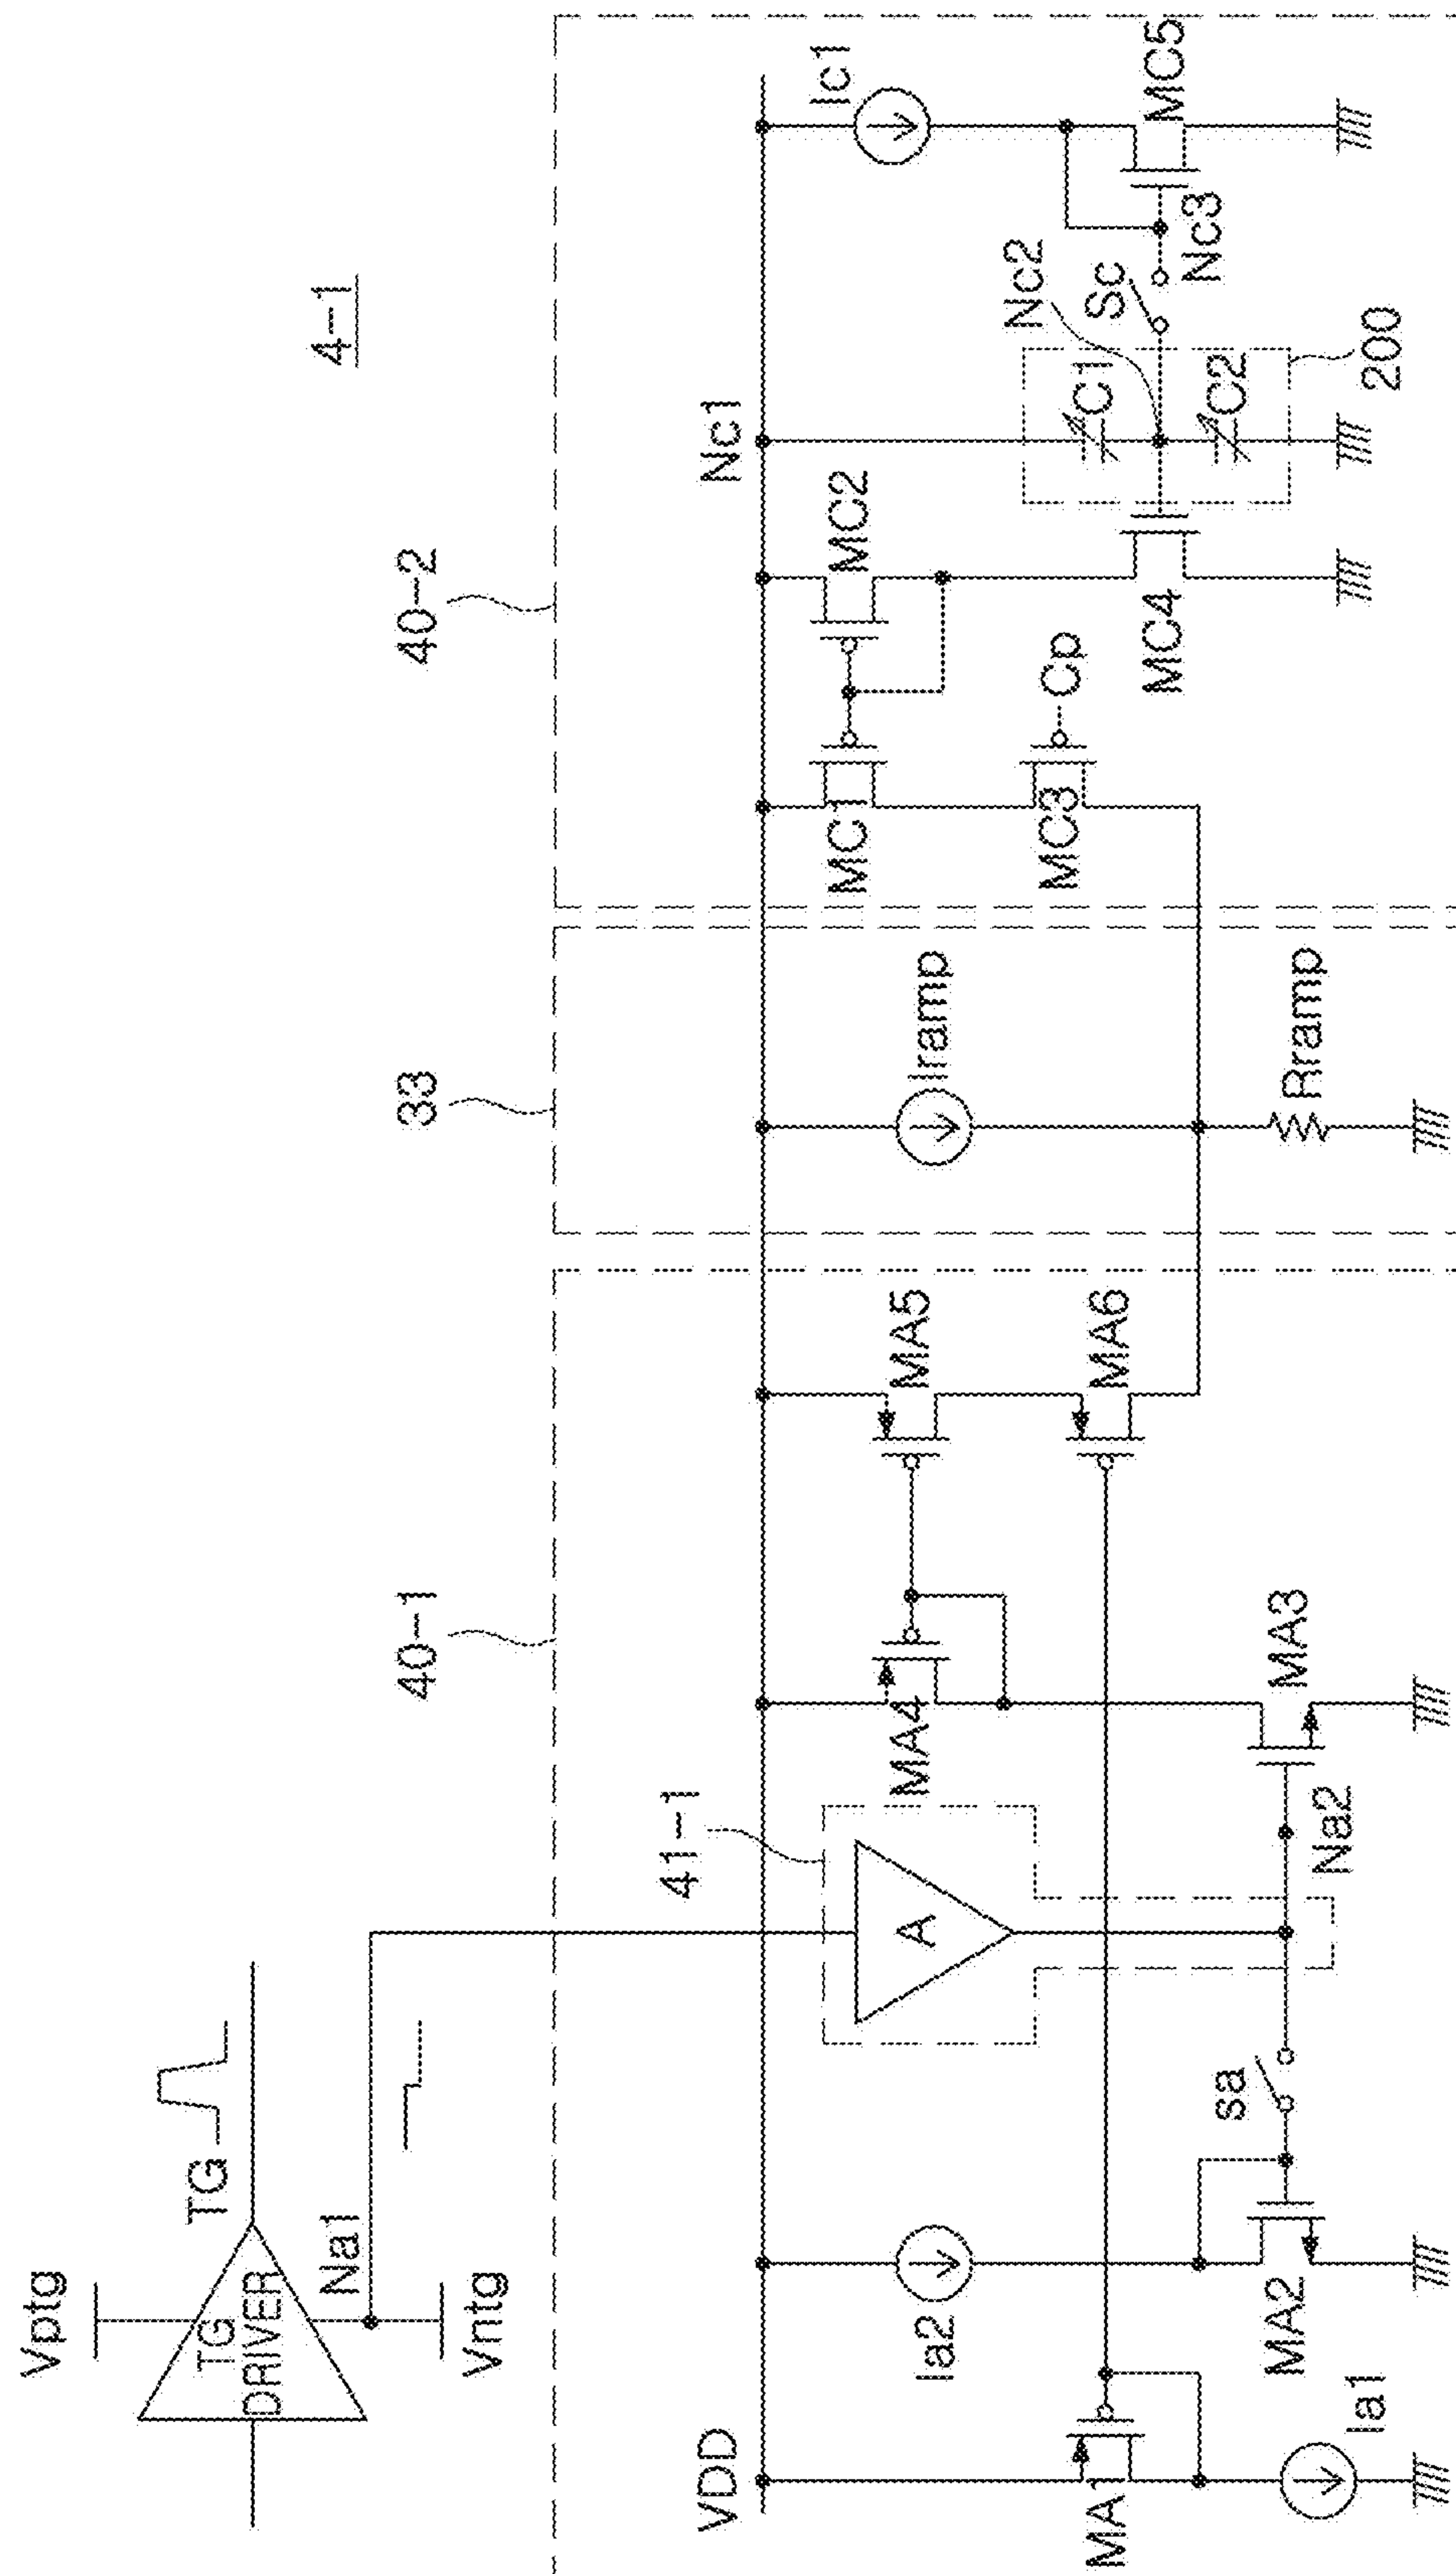 4-1
40-1
33
40-2
Vptg
TG
TG
DRIVER
Na1
Vntg
41-1
VDD
Nc1
Ia2
A
MA4
MA5
Iramp
MC1
MC2
Ic1
MA1
MA6
MC3
Cp
Nc2
C1
Sc
MC5
MC4
C2
Nc3
200
sa
MA2
Ia1
Na2
MA3
Rramp